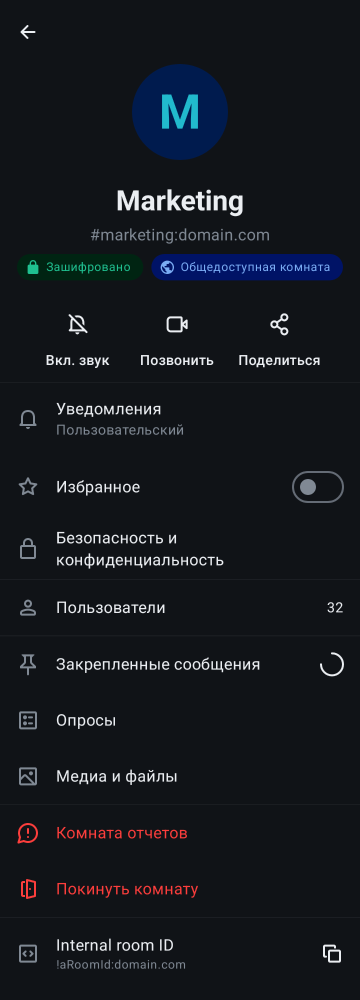 M
Marketing
#marketing:domain.com
Зашифровано
Общедоступная комната
Вкл. звук
Позвонить
Поделиться
Уведомления
Пользовательский
Избранное
Безопасность и
конфиденциальность
Пользователи
32
Закрепленные сообщения
Опросы
Медиа и файлы
Комната отчетов
Покинуть комнату
Internal room ID
!aRoomId:domain.com